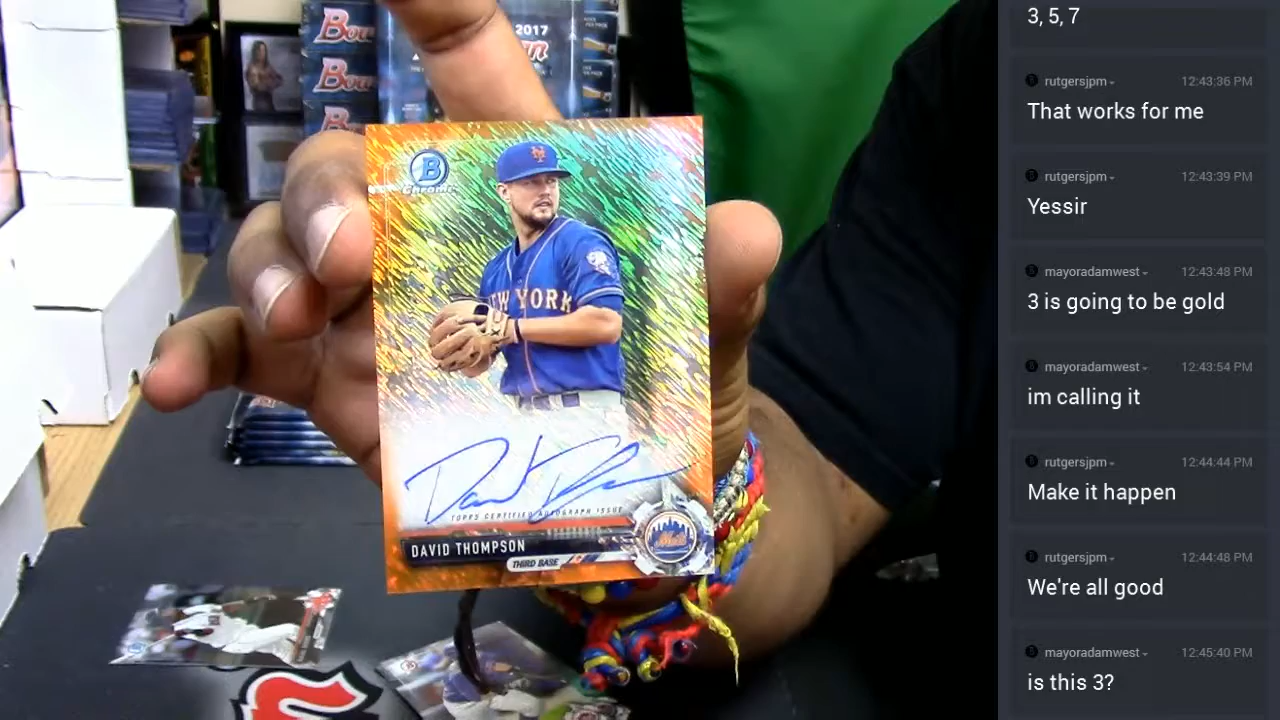 Bow
Bow
B
2017
B
Chrome
NEW YORK
TOPPS CERTIFIED AUTOGRAPH ISSUE
DAVID THOMPSON
THIRD BASE
Mets
3, 5, 7
rutgersjpm
12:43:36 PM
That works for me
rutgersjpm
12:43:39 PM
Yessir
mayoradamwest
12:43:48 PM
3 is going to be gold
mayoradamwest
12:43:54 PM
im calling it
rutgersjpm
12:44:44 PM
Make it happen
rutgersjpm
12:44:48 PM
We're all good
mayoradamwest
12:45:40 PM
is this 3?